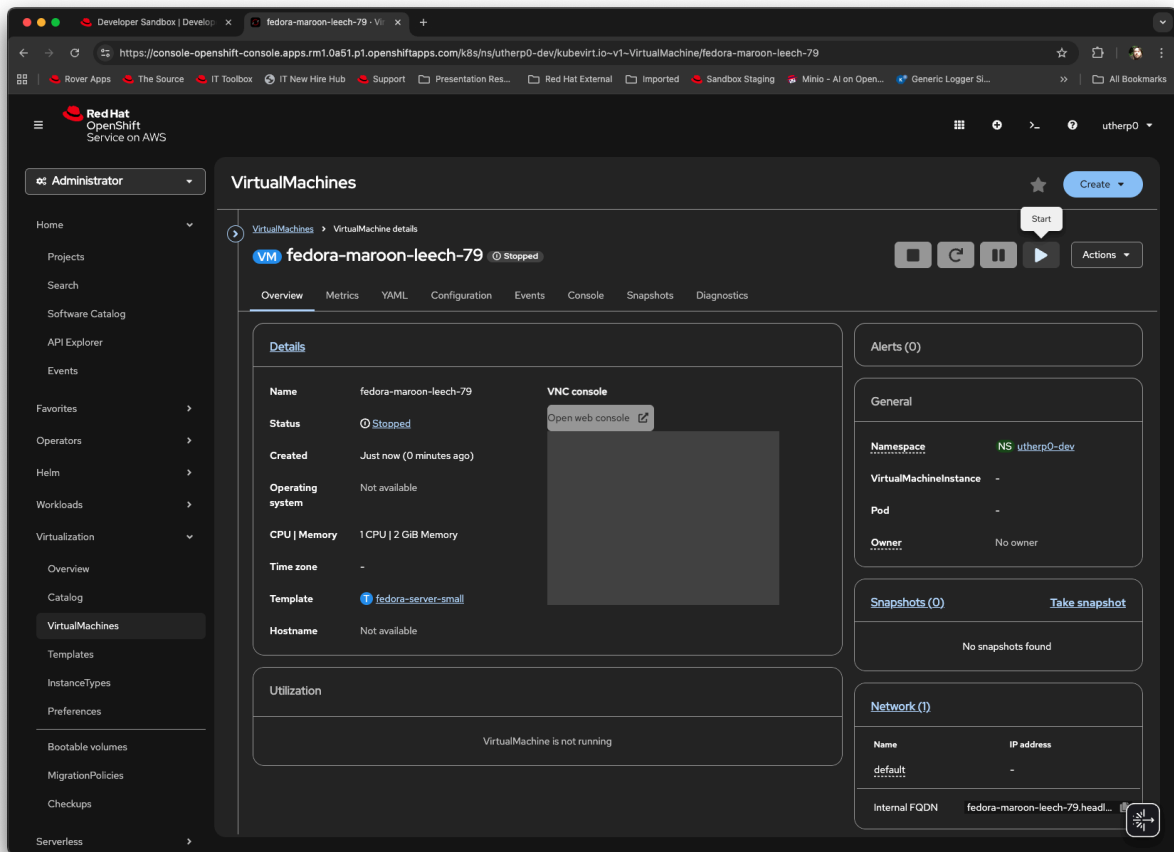 Developer Sandbox | Develop
fedora-maroon-leech-79 · Vir
https://console-openshift-console.apps.rm1.0a51.p1.openshiftapps.com/k8s/ns/utherp0-dev/kubevirt.io~v1~VirtualMachine/fedora-maroon-leech-79
Rover Apps
The Source
IT Toolbox
IT New Hire Hub
Support
Presentation Res...
Red Hat External
Imported
Sandbox Staging
Minio - AI on Open...
Generic Logger Si...
All Bookmarks
Red Hat
OpenShift
Service on AWS
utherp0
Administrator
Home
Projects
Search
Software Catalog
API Explorer
Events
Favorites
Operators
Helm
Workloads
Virtualization
Overview
Catalog
VirtualMachines
Templates
InstanceTypes
Preferences
Bootable volumes
MigrationPolicies
Checkups
Serverless
VirtualMachines
Create
Start
VirtualMachines > VirtualMachine details
VM fedora-maroon-leech-79 Stopped
Actions
Overview Metrics YAML Configuration Events Console Snapshots Diagnostics
Details
Name fedora-maroon-leech-79
Status Stopped
Created Just now (0 minutes ago)
Operating system Not available
CPU | Memory 1 CPU | 2 GiB Memory
Time zone -
Template T fedora-server-small
Hostname Not available
VNC console
Open web console
Utilization
VirtualMachine is not running
Alerts (0)
General
Namespace NS utherp0-dev
VirtualMachineInstance -
Pod -
Owner No owner
Snapshots (0) Take snapshot
No snapshots found
Network (1)
Name IP address
default -
Internal FQDN fedora-maroon-leech-79.headl...